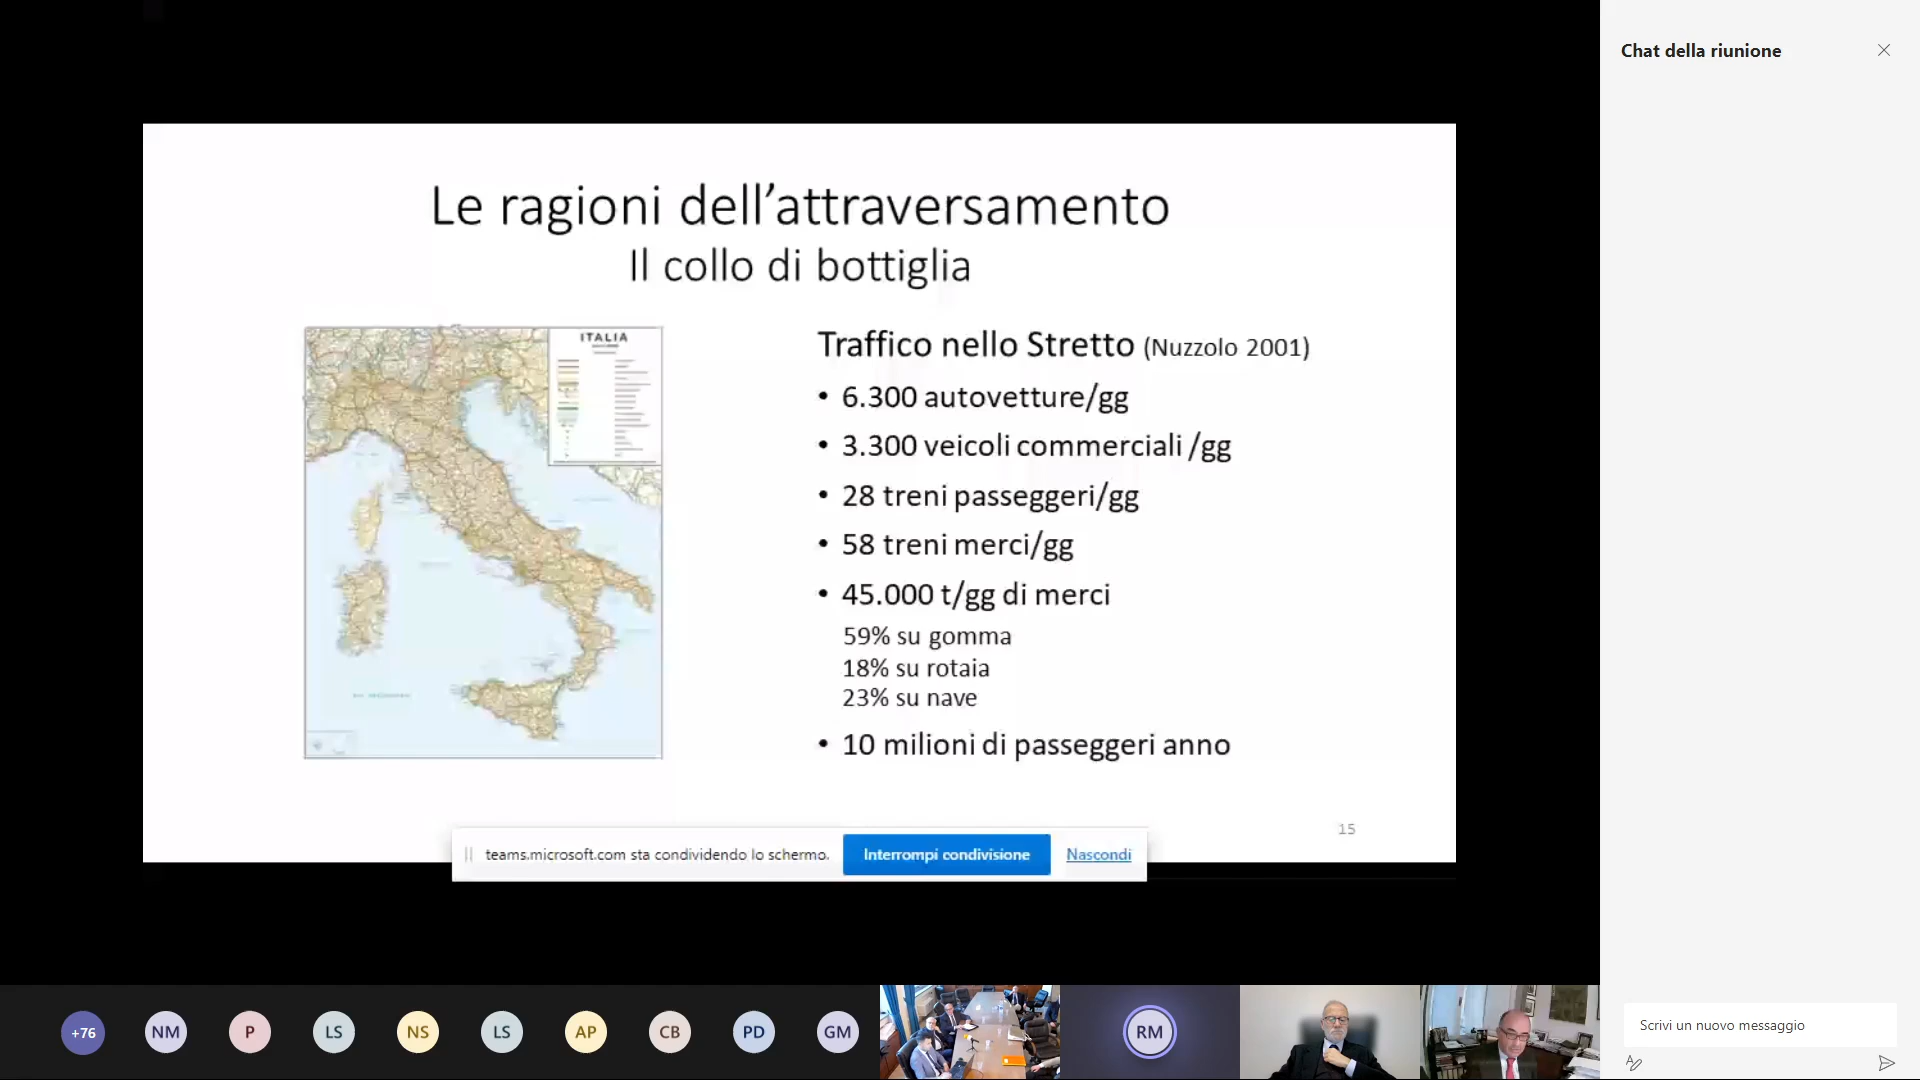 Chat della riunione
Le ragioni dell'attraversamento
Il collo di bottiglia
ITALIA
Traffico nello Stretto (Nuzzolo 2001)
• 6.300 autovetture/gg
• 3.300 veicoli commerciali /gg
• 28 treni passeggeri/gg
• 58 treni merci/gg
• 45.000 t/gg di merci
59% su gomma
18% su rotaia
23% su nave
• 10 milioni di passeggeri anno
15
teams.microsoft.com sta condividendo lo schermo.
Interrompi condivisione
Nascondi
+76
NM
P
LS
NS
LS
AP
CB
PD
GM
RM
Scrivi un nuovo messaggio